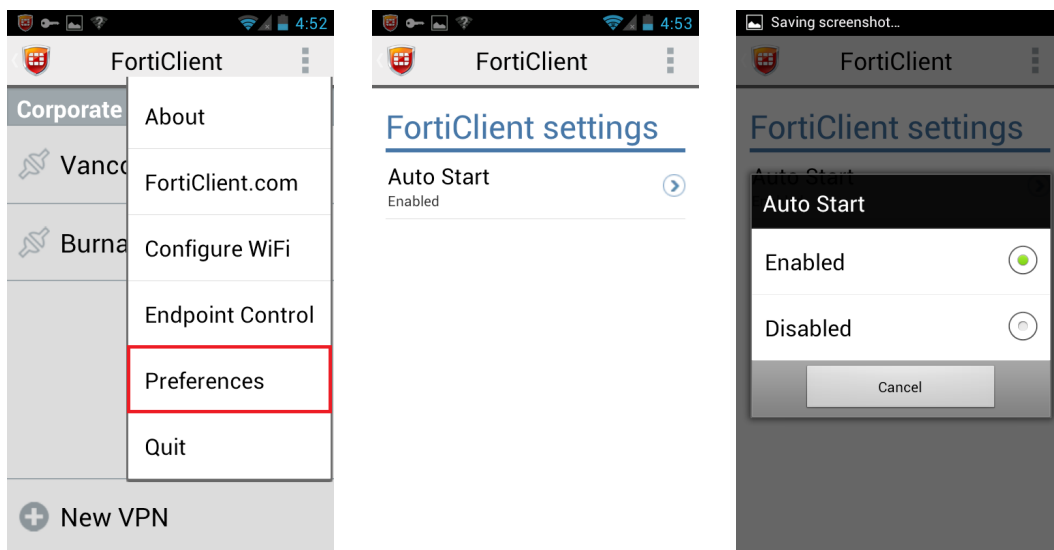 4:52
FortiClient
Corporate
About
Vanco
FortiClient.com
Burna
Configure WiFi
Endpoint Control
Preferences
Quit
New VPN
4:53
FortiClient
FortiClient settings
Auto Start
Enabled
Saving screenshot...
FortiClient
FortiClient settings
Auto Start
Auto Start
Enabled
Disabled
Cancel